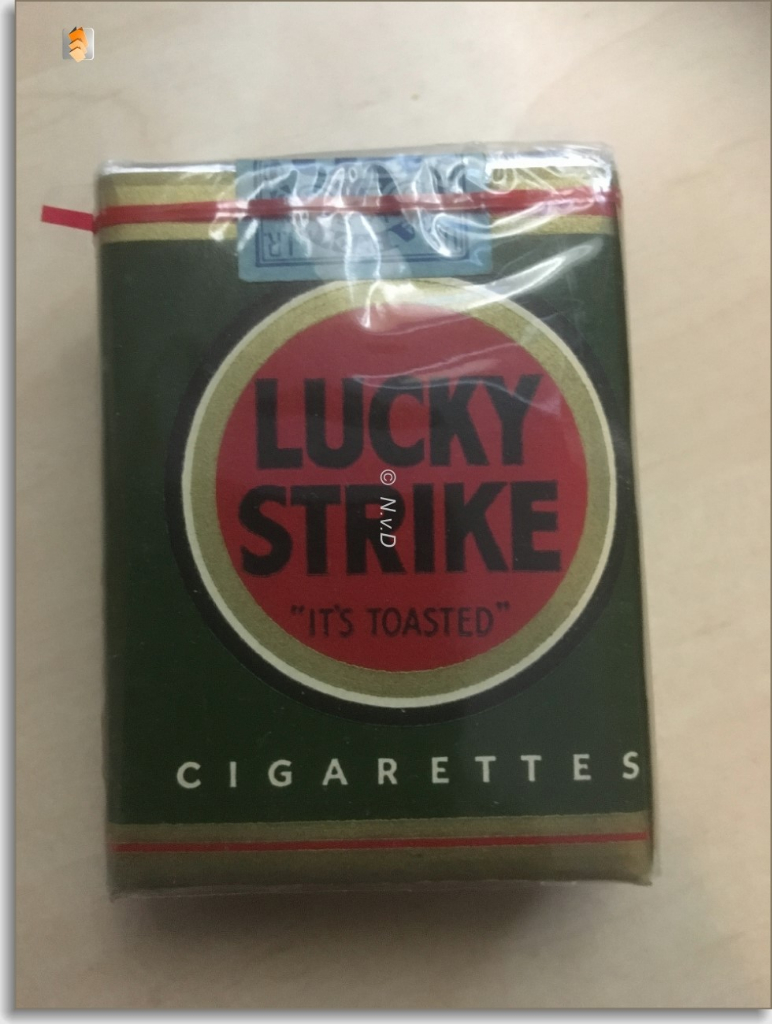 LUCKY
STRIKE
© N.v.D
"IT'S TOASTED"
CIGARETTES